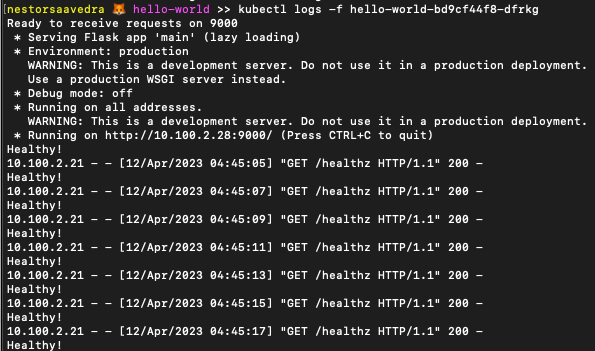 [nestorsaavedra 🦊 hello-world >> kubectl logs -f hello-world-bd9cf44f8-dfrkg
Ready to receive requests on 9000
 * Serving Flask app 'main' (lazy loading)
 * Environment: production
   WARNING: This is a development server. Do not use it in a production deployment.
   Use a production WSGI server instead.
 * Debug mode: off
 * Running on all addresses.
   WARNING: This is a development server. Do not use it in a production deployment.
 * Running on http://10.100.2.28:9000/ (Press CTRL+C to quit)
Healthy!
10.100.2.21 - - [12/Apr/2023 04:45:05] "GET /healthz HTTP/1.1" 200 -
Healthy!
10.100.2.21 - - [12/Apr/2023 04:45:07] "GET /healthz HTTP/1.1" 200 -
Healthy!
10.100.2.21 - - [12/Apr/2023 04:45:09] "GET /healthz HTTP/1.1" 200 -
Healthy!
10.100.2.21 - - [12/Apr/2023 04:45:11] "GET /healthz HTTP/1.1" 200 -
Healthy!
10.100.2.21 - - [12/Apr/2023 04:45:13] "GET /healthz HTTP/1.1" 200 -
Healthy!
10.100.2.21 - - [12/Apr/2023 04:45:15] "GET /healthz HTTP/1.1" 200 -
Healthy!
10.100.2.21 - - [12/Apr/2023 04:45:17] "GET /healthz HTTP/1.1" 200 -
Healthy!